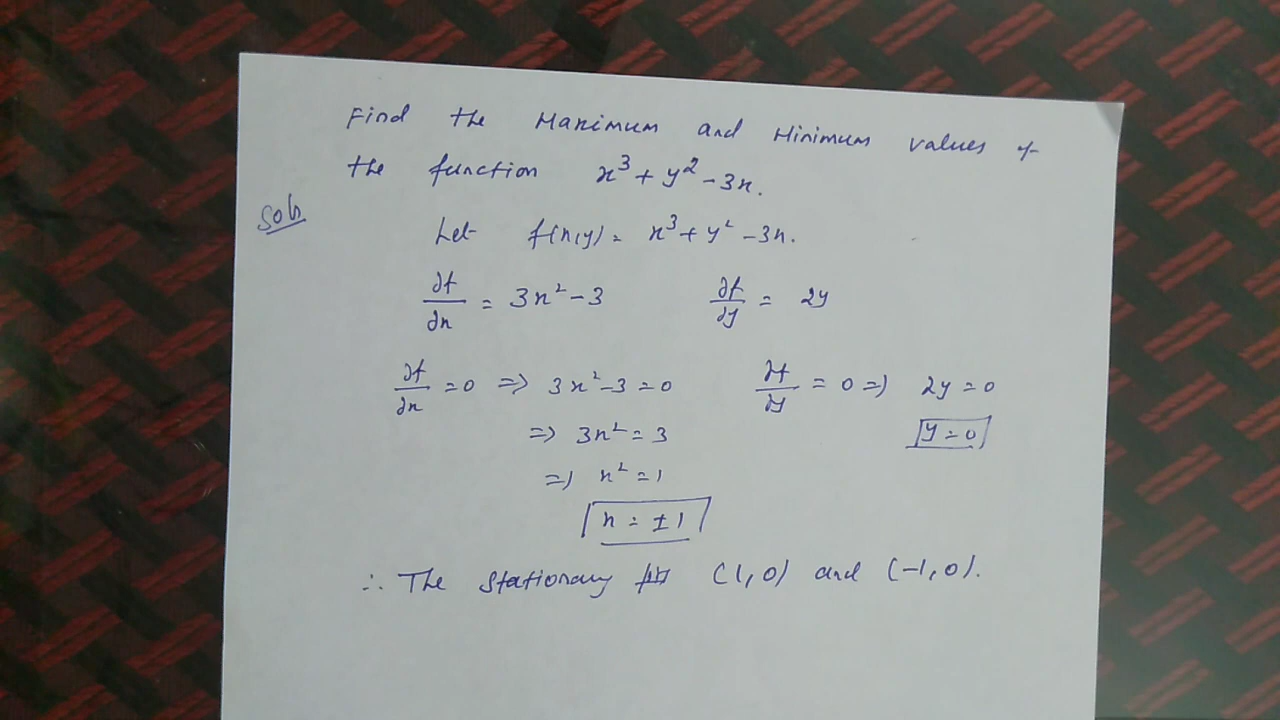 Find the Maximum and Minimum values of
the function x³ + y² - 3x.
Soln
Let f(x,y) = x³ + y² - 3x.
∂f/∂x = 3x² - 3 ∂f/∂y = 2y
∂f/∂x = 0 => 3x² - 3 = 0 ∂f/∂y = 0 => 2y = 0
=> 3x² = 3 y = 0
=> x² = 1
x = ±1
∴ The stationary (1,0) and (-1,0).